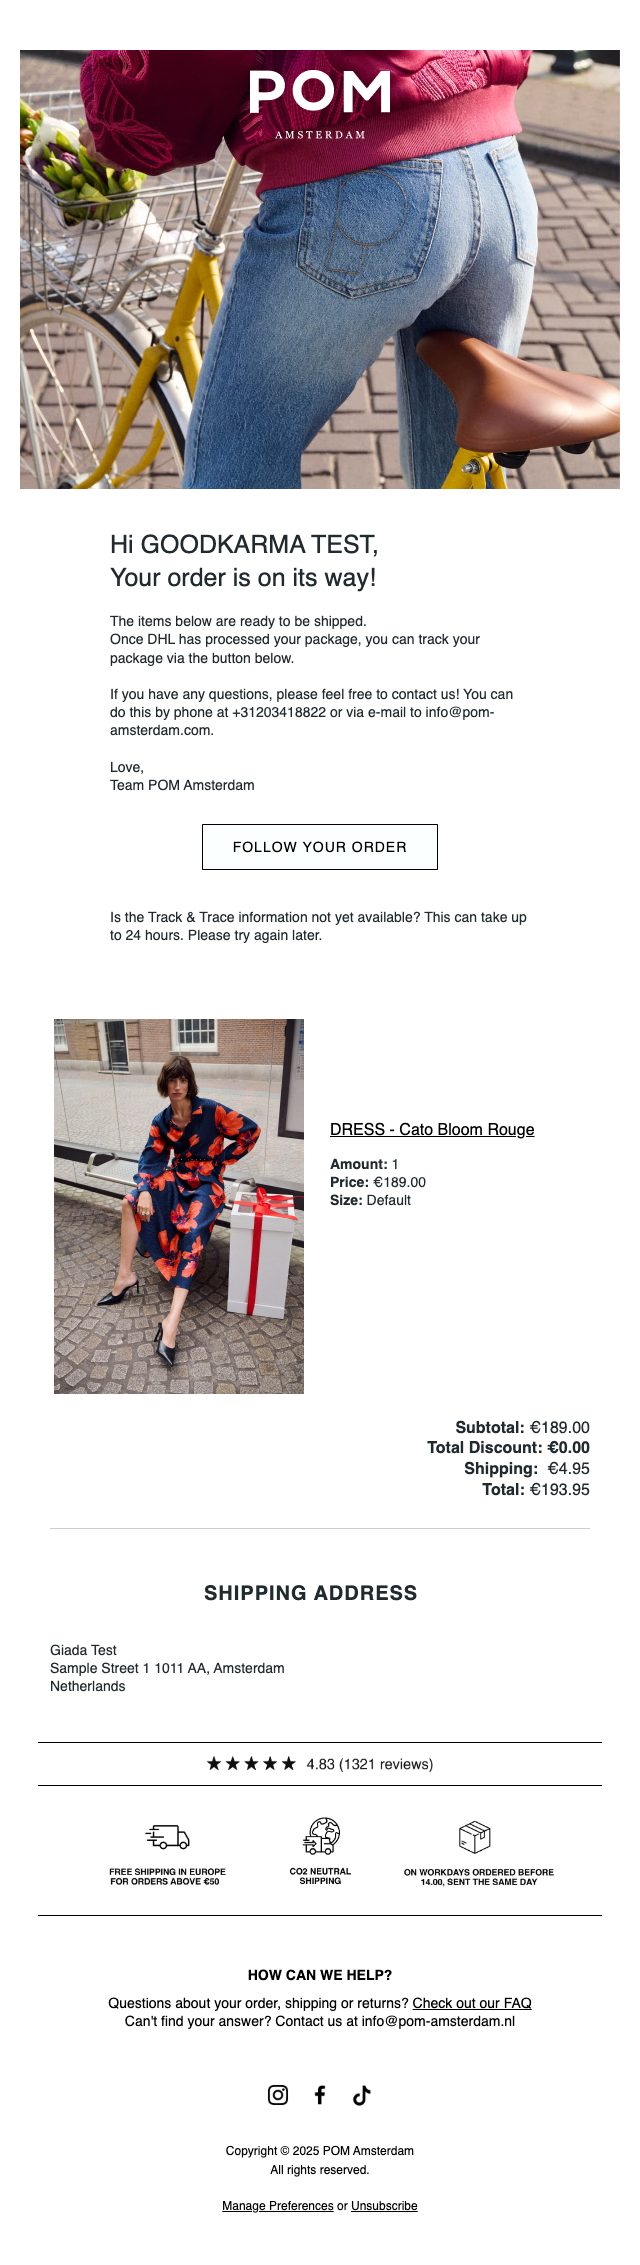 POM
AMSTERDAM
Hi GOODKARMA TEST,
Your order is on its way!
The items below are ready to be shipped.
Once DHL has processed your package, you can track your
package via the button below.
If you have any questions, please feel free to contact us! You can
do this by phone at +31203418822 or via e-mail to info@pom-
amsterdam.com.
Love,
Team POM Amsterdam
FOLLOW YOUR ORDER
Is the Track & Trace information not yet available? This can take up
to 24 hours. Please try again later.
DRESS - Cato Bloom Rouge
Amount: 1
Price: €189.00
Size: Default
Subtotal: €189.00
Total Discount: €0.00
Shipping: €4.95
Total: €193.95
SHIPPING ADDRESS
Giada Test
Sample Street 1 1011 AA, Amsterdam
Netherlands
★★★★★ 4.83 (1321 reviews)
FREE SHIPPING IN EUROPE
FOR ORDERS ABOVE €50
CO2 NEUTRAL
SHIPPING
ON WORKDAYS ORDERED BEFORE
14.00, SENT THE SAME DAY
HOW CAN WE HELP?
Questions about your order, shipping or returns? Check out our FAQ
Can't find your answer? Contact us at info@pom-amsterdam.nl
Copyright © 2025 POM Amsterdam
All rights reserved.
Manage Preferences or Unsubscribe